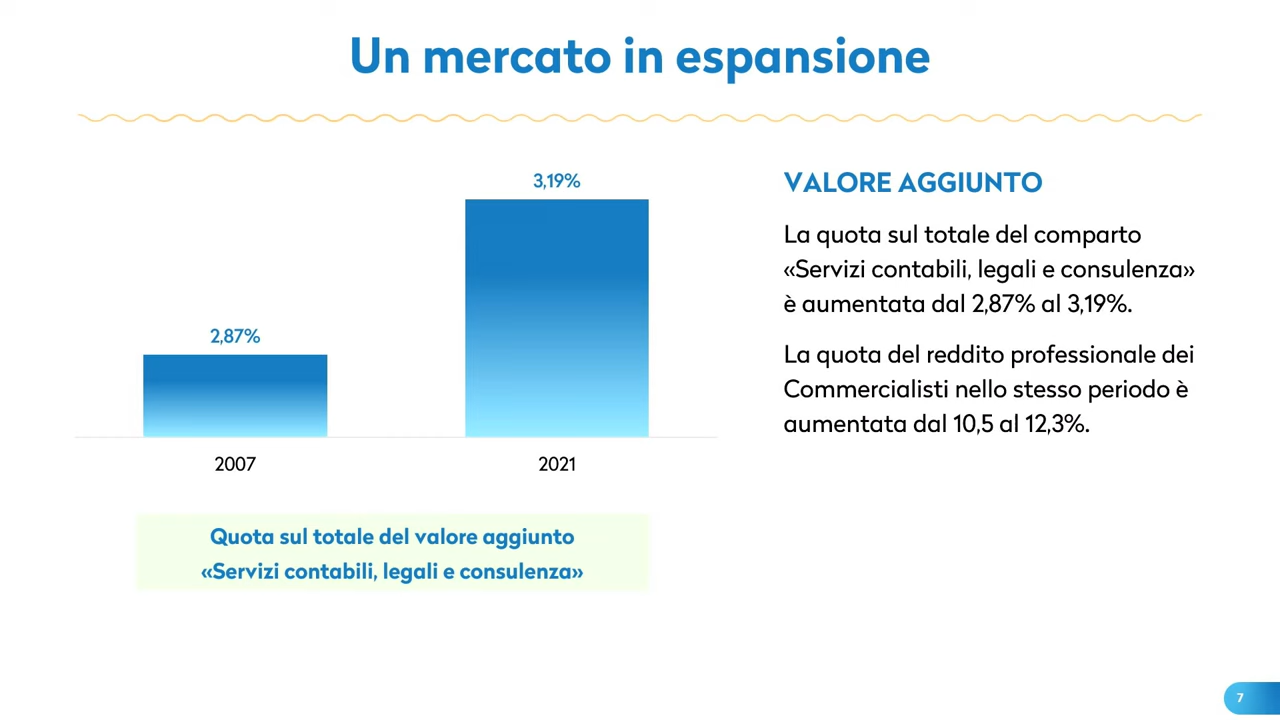 Un mercato in espansione
3,19%
2,87%
2007
2021
Quota sul totale del valore aggiunto
«Servizi contabili, legali e consulenza»
VALORE AGGIUNTO
La quota sul totale del comparto
«Servizi contabili, legali e consulenza»
è aumentata dal 2,87% al 3,19%.
La quota del reddito professionale dei
Commercialisti nello stesso periodo è
aumentata dal 10,5 al 12,3%.
7